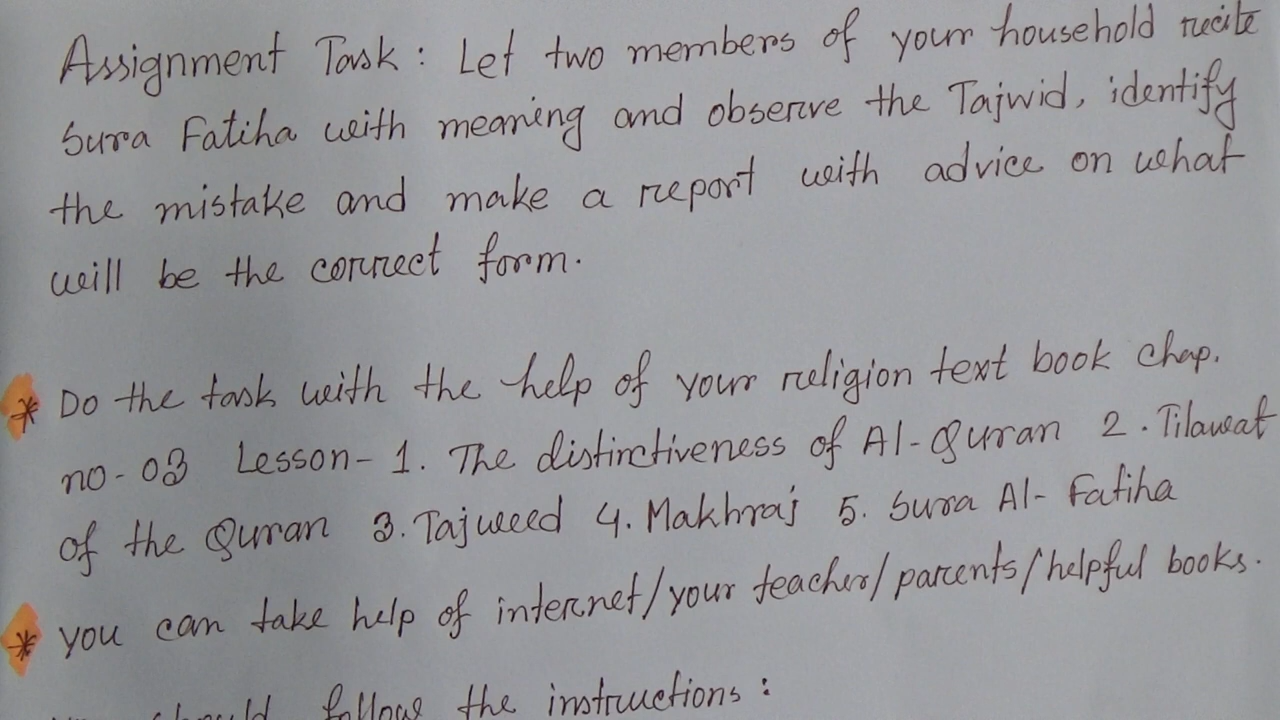 Assignment Task : Let two members of your household recite
Sura Fatiha with meaning and observe the Tajwid, identify
the mistake and make a report with advice on what
will be the correct form.
* Do the task with the help of your religion text book chap.
no-03 Lesson- 1. The distinctiveness of Al-Quran 2. Tilawat
of the Quran 3. Tajweed 4. Makhraj 5. Sura Al- Fatiha
* you can take help of internet/your teacher/parents/helpful books.
should follow the instructions :